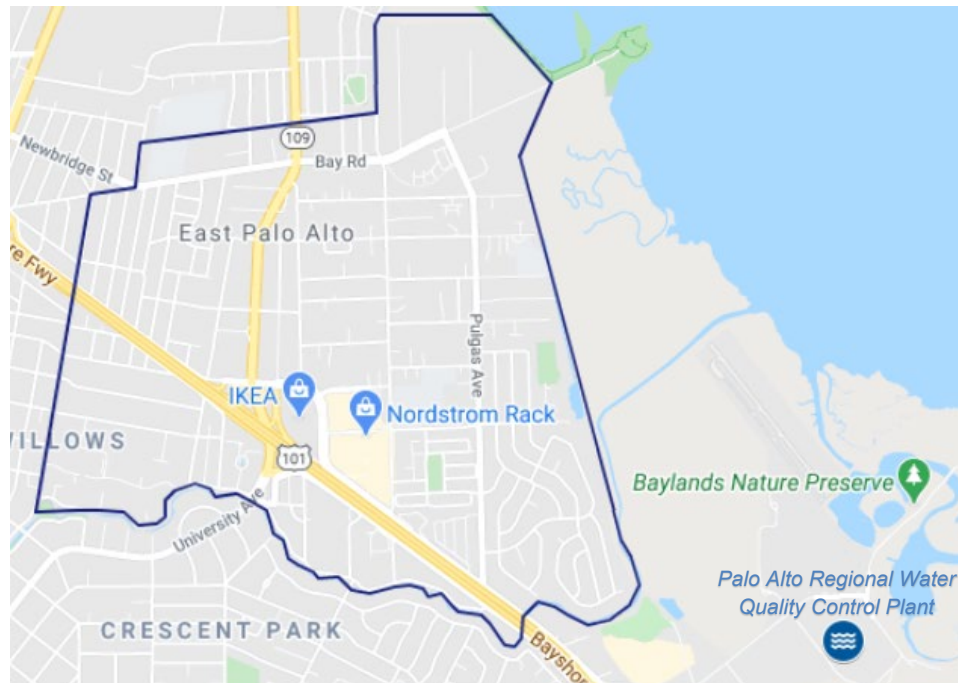 109
Newbridge St
Bay Rd
East Palo Alto
re Fwy
Pulgas Ave
IKEA
Nordstrom Rack
WILLOWS
101
Baylands Nature Preserve
University Ave
Palo Alto Regional Water
Quality Control Plant
CRESCENT PARK
Bayshor